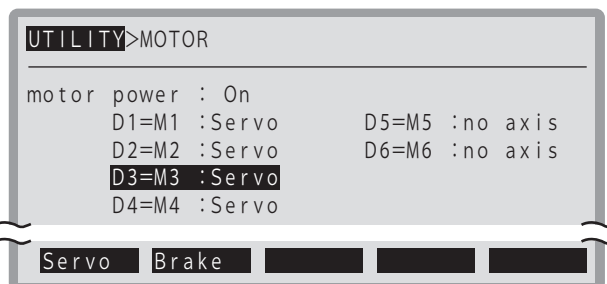 UTILITY>MOTOR
motor power : On
D1=M1 :Servo D5=M5 :no axis
D2=M2 :Servo D6=M6 :no axis
D3=M3 :Servo
D4=M4 :Servo
Servo Brake